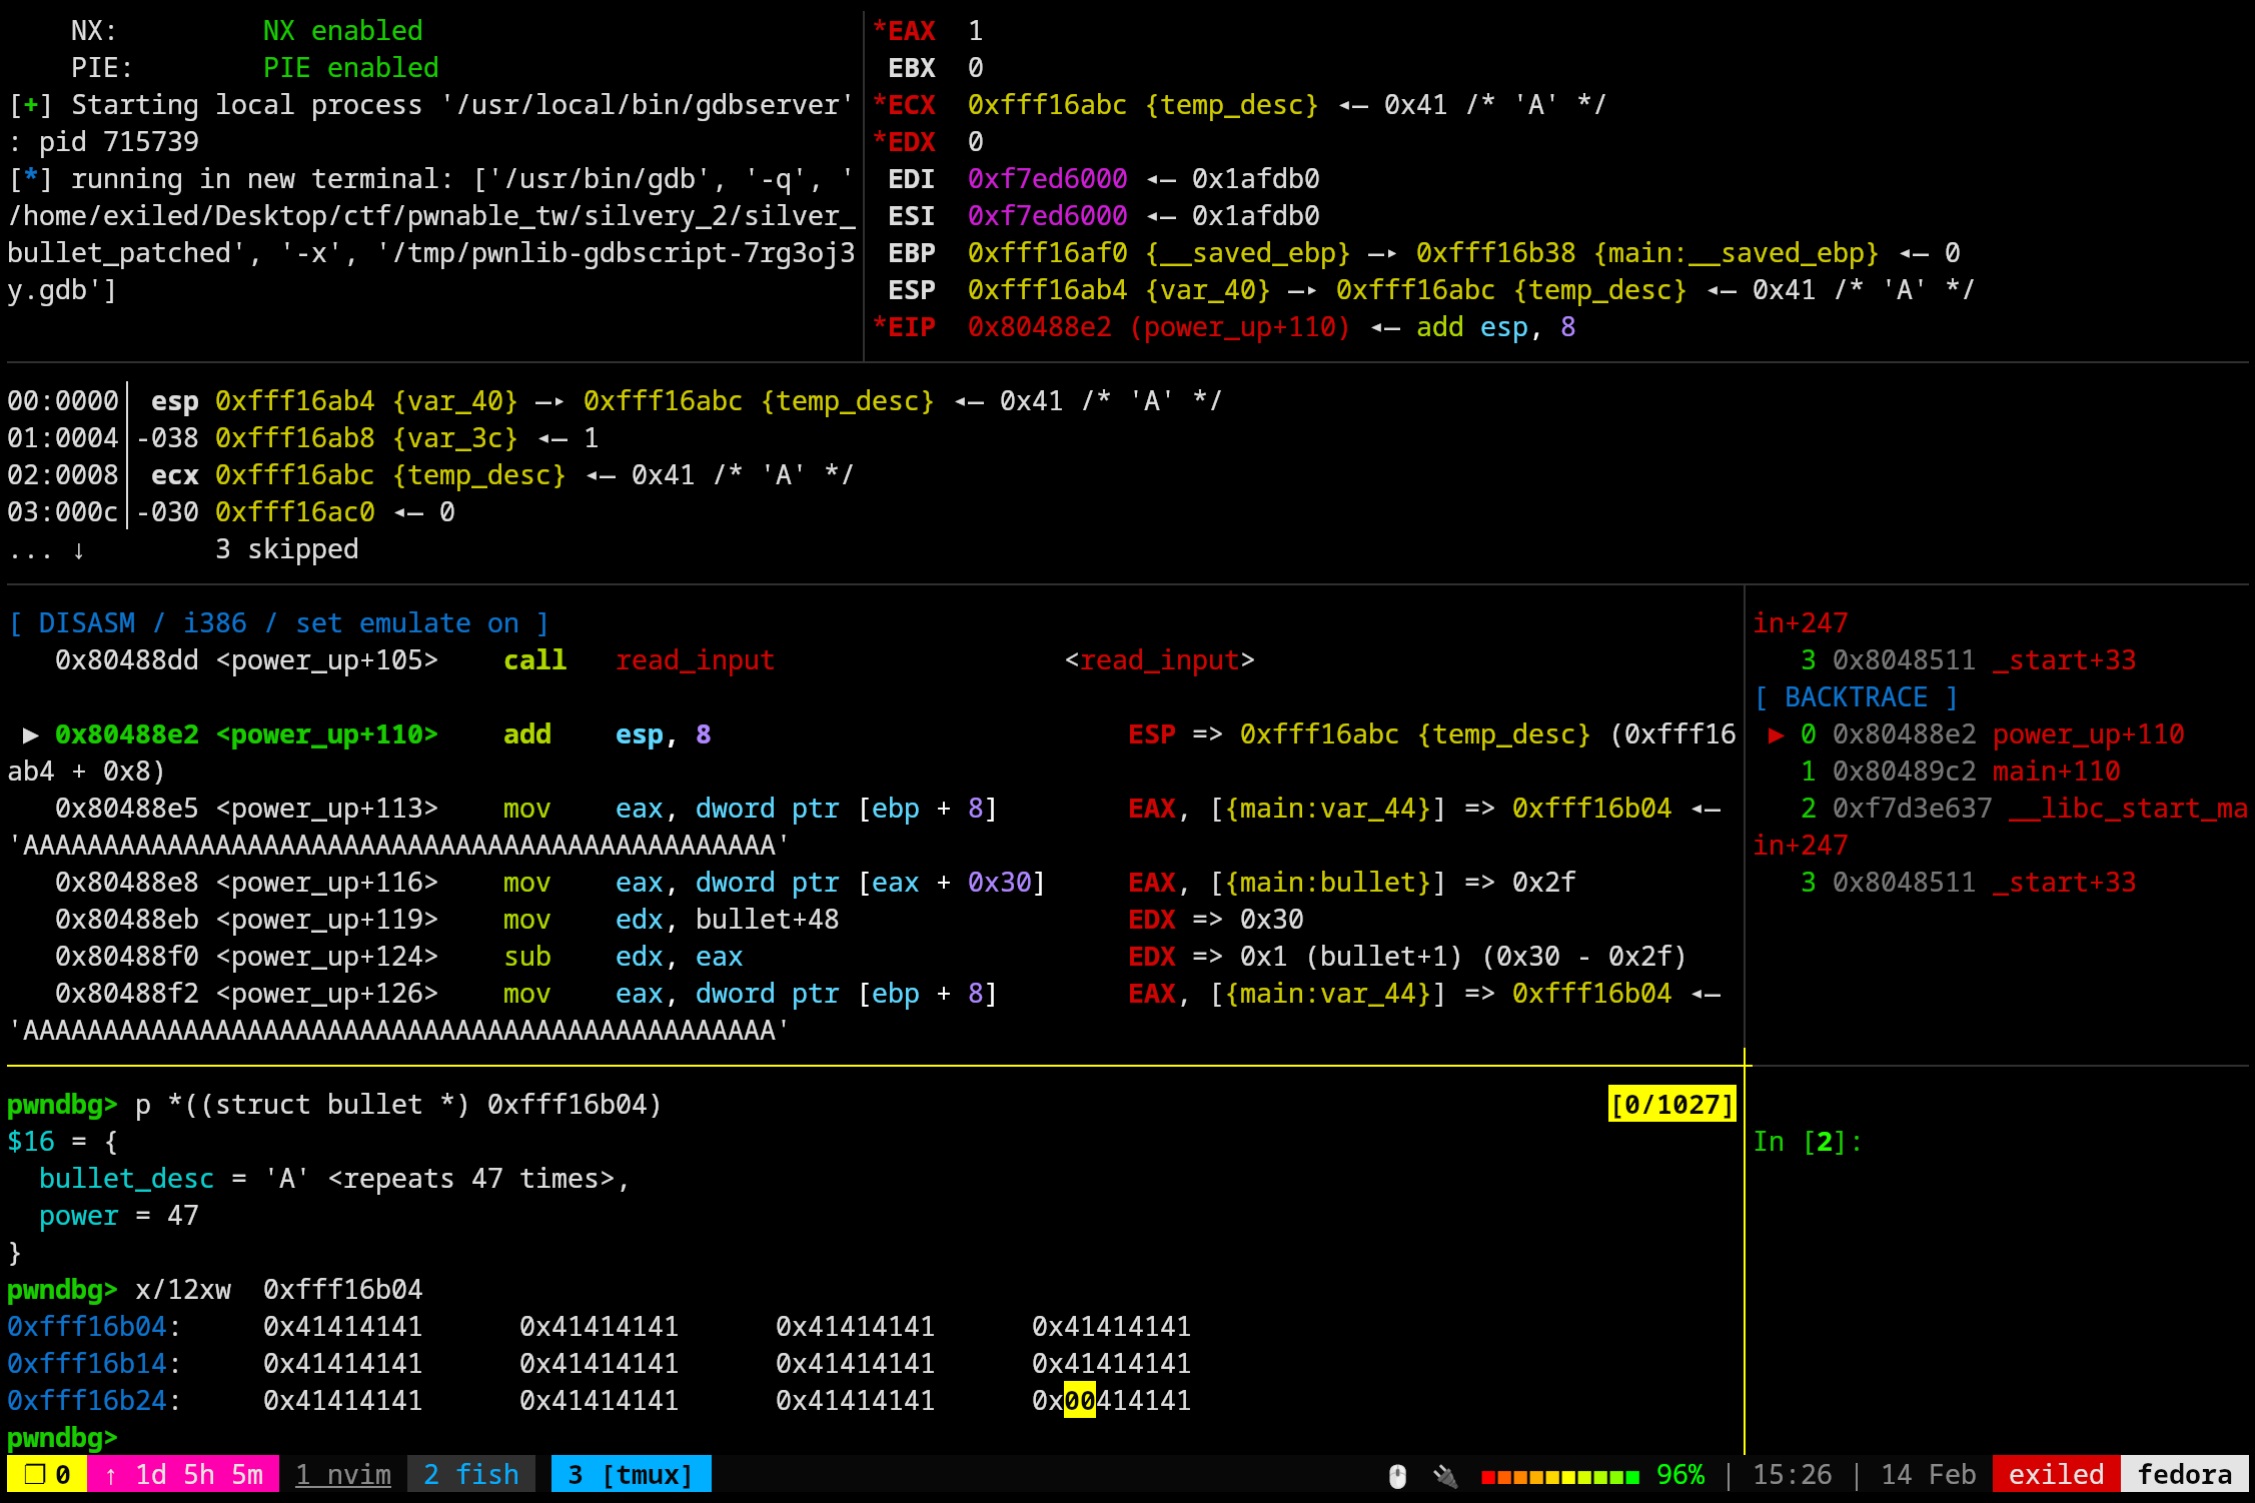 NX:         NX enabled
PIE:        PIE enabled
[+] Starting local process '/usr/local/bin/gdbserver'
: pid 715739
[*] running in new terminal: ['/usr/bin/gdb', '-q', '
/home/exiled/Desktop/ctf/pwnable_tw/silvery_2/silver_
bullet_patched', '-x', '/tmp/pwnlib-gdbscript-7rg3oj3
y.gdb']
*EAX  1
EBX  0
*ECX  0xfff16abc {temp_desc} ◂— 0x41 /* 'A' */
*EDX  0
EDI  0xf7ed6000 ◂— 0x1afdb0
ESI  0xf7ed6000 ◂— 0x1afdb0
EBP  0xfff16af0 {__saved_ebp} —▸ 0xfff16b38 {main:__saved_ebp} ◂— 0
ESP  0xfff16ab4 {var_40} —▸ 0xfff16abc {temp_desc} ◂— 0x41 /* 'A' */
*EIP  0x80488e2 (power_up+110) ◂— add esp, 8
00:0000│ esp 0xfff16ab4 {var_40} —▸ 0xfff16abc {temp_desc} ◂— 0x41 /* 'A' */
01:0004│-038 0xfff16ab8 {var_3c} ◂— 1
02:0008│ ecx 0xfff16abc {temp_desc} ◂— 0x41 /* 'A' */
03:000c│-030 0xfff16ac0 ◂— 0
... ↓        3 skipped
[ DISASM / i386 / set emulate on ]
0x80488dd <power_up+105>    call   read_input                  <read_input>
► 0x80488e2 <power_up+110>    add    esp, 8                          ESP => 0xfff16abc {temp_desc} (0xfff16
ab4 + 0x8)
0x80488e5 <power_up+113>    mov    eax, dword ptr [ebp + 8]        EAX, [{main:var_44}] => 0xfff16b04 ◂—
'AAAAAAAAAAAAAAAAAAAAAAAAAAAAAAAAAAAAAAAAAAAAAAA'
0x80488e8 <power_up+116>    mov    eax, dword ptr [eax + 0x30]     EAX, [{main:bullet}] => 0x2f
0x80488eb <power_up+119>    mov    edx, bullet+48                  EDX => 0x30
0x80488f0 <power_up+124>    sub    edx, eax                        EDX => 0x1 (bullet+1) (0x30 - 0x2f)
0x80488f2 <power_up+126>    mov    eax, dword ptr [ebp + 8]        EAX, [{main:var_44}] => 0xfff16b04 ◂—
'AAAAAAAAAAAAAAAAAAAAAAAAAAAAAAAAAAAAAAAAAAAAAAA'
in+247
3 0x8048511 _start+33
[ BACKTRACE ]
► 0 0x80488e2 power_up+110
1 0x80489c2 main+110
2 0xf7d3e637 __libc_start_ma
in+247
3 0x8048511 _start+33
pwndbg> p *((struct bullet *) 0xfff16b04)
[0/1027]
$16 = {
bullet_desc = 'A' <repeats 47 times>,
power = 47
}
pwndbg> x/12xw  0xfff16b04
0xfff16b04:     0x41414141      0x41414141      0x41414141      0x41414141
0xfff16b14:     0x41414141      0x41414141      0x41414141      0x41414141
0xfff16b24:     0x41414141      0x41414141      0x41414141      0x00414141
pwndbg>
In [2]:
❐ 0 ↑ 1d 5h 5m 1 nvim 2 fish 3 [tmux] 96% | 15:26 | 14 Feb exiled fedora